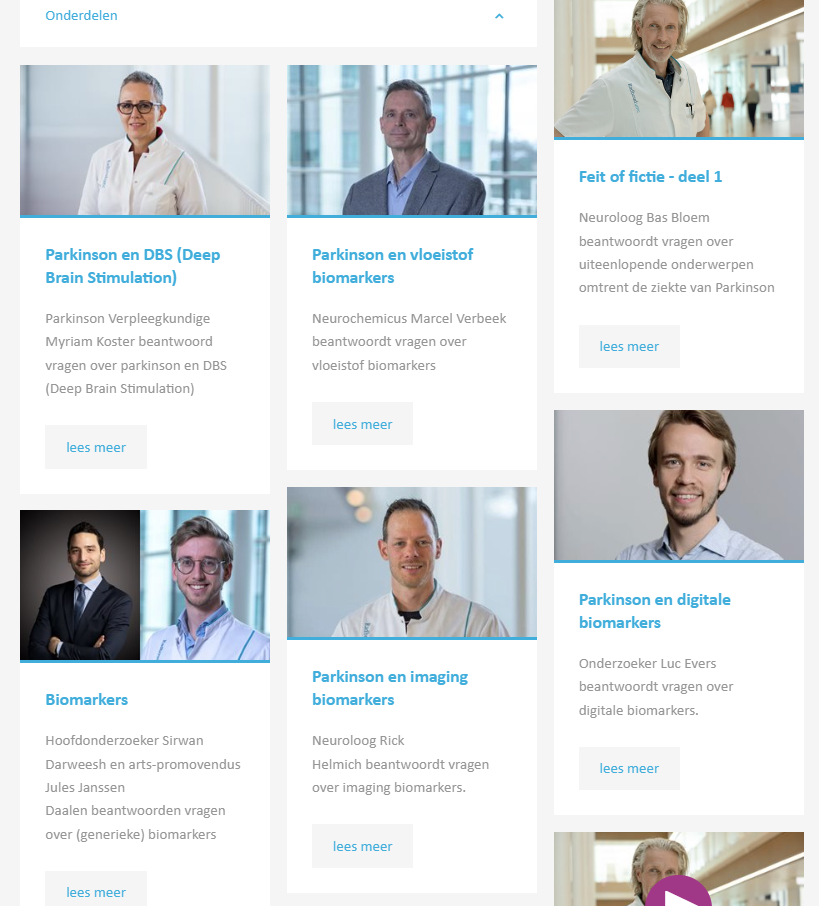 Onderdelen
Parkinson en DBS (Deep
Brain Stimulation)
Parkinson Verpleegkundige
Myriam Koster beantwoord
vragen over parkinson en DBS
(Deep Brain Stimulation)
lees meer
Biomarkers
Hoofdonderzoeker Sirwan
Darweesh en arts-promovendus
Jules Janssen
Daalen beantwoorden vragen
over (generieke) biomarkers
lees meer
Parkinson en vloeistof
biomarkers
Neurochemicus Marcel Verbeek
beantwoordt vragen over
vloeistof biomarkers
lees meer
Parkinson en imaging
biomarkers
Neuroloog Rick
Helmich beantwoordt vragen
over imaging biomarkers.
lees meer
Feit of fictie - deel 1
Neuroloog Bas Bloem
beantwoordt vragen over
uiteenlopende onderwerpen
omtrent de ziekte van Parkinson
lees meer
Parkinson en digitale
biomarkers
Onderzoeker Luc Evers
beantwoordt vragen over
digitale biomarkers.
lees meer